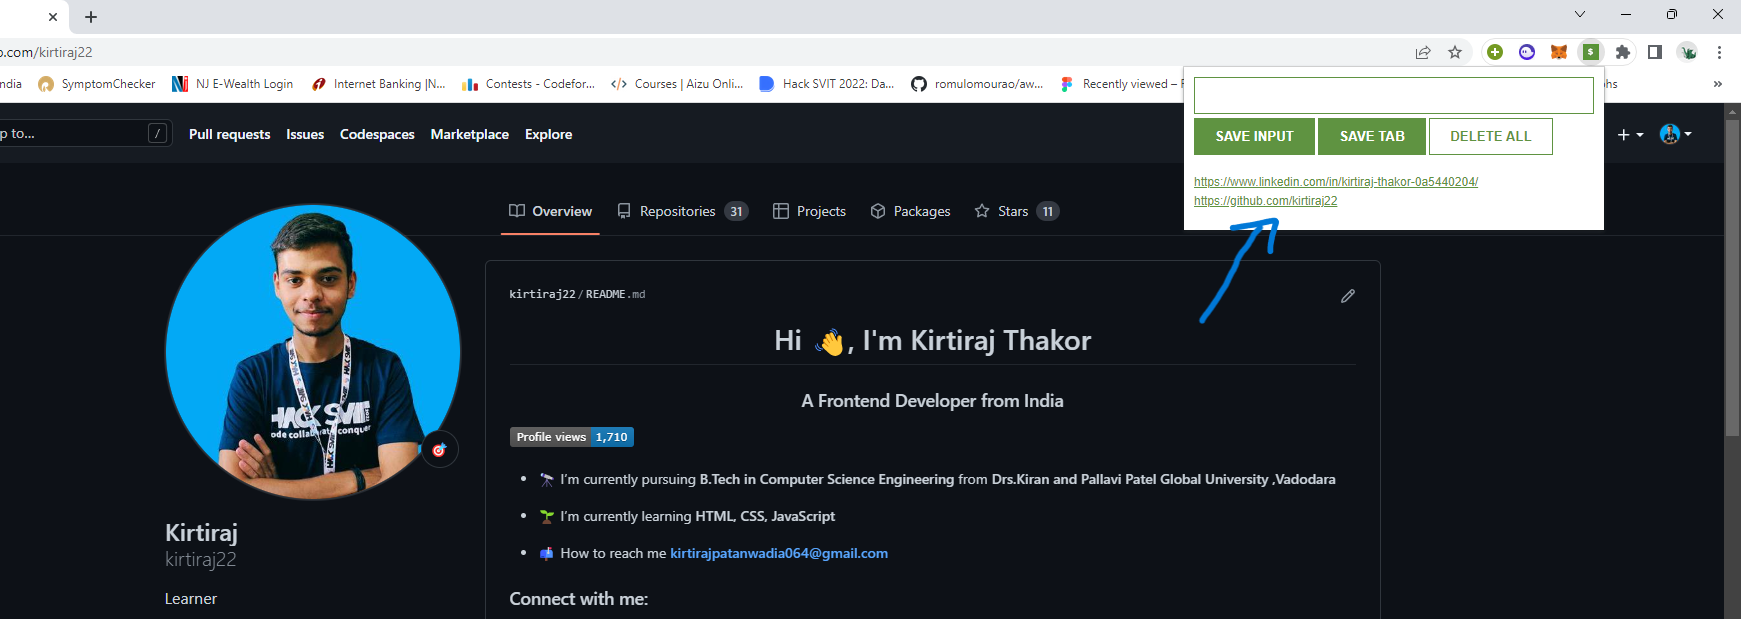 o.com/kirtiraj22
ndia SymptomChecker NJ E-Wealth Login Internet Banking |N... Contests - Codefor... Courses | Aizu Onli... Hack SVIT 2022: Da... romulomourao/aw... Recently viewed – F
hs
SAVE INPUT SAVE TAB DELETE ALL
https://www.linkedin.com/in/kirtiraj-thakor-0a5440204/
https://github.com/kirtiraj22
p to... / Pull requests Issues Codespaces Marketplace Explore
Overview Repositories 31 Projects Packages Stars 11
kirtiraj22/README.md
Hi 👋, I'm Kirtiraj Thakor
A Frontend Developer from India
Profile views 1,710
• 🔭 I'm currently pursuing B.Tech in Computer Science Engineering from Drs.Kiran and Pallavi Patel Global University ,Vadodara
• 🌱 I'm currently learning HTML, CSS, JavaScript
• 📫 How to reach me kirtirajpatanwadia064@gmail.com
Connect with me:
HACK SVIT
ode collaborate conquer
Kirtiraj
kirtiraj22
Learner